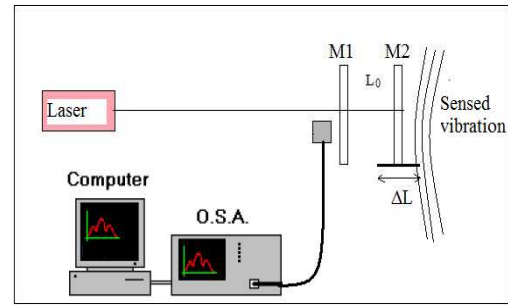 M1 M2
L₀
Laser
Sensed
vibration
ΔL
Computer
O.S.A.